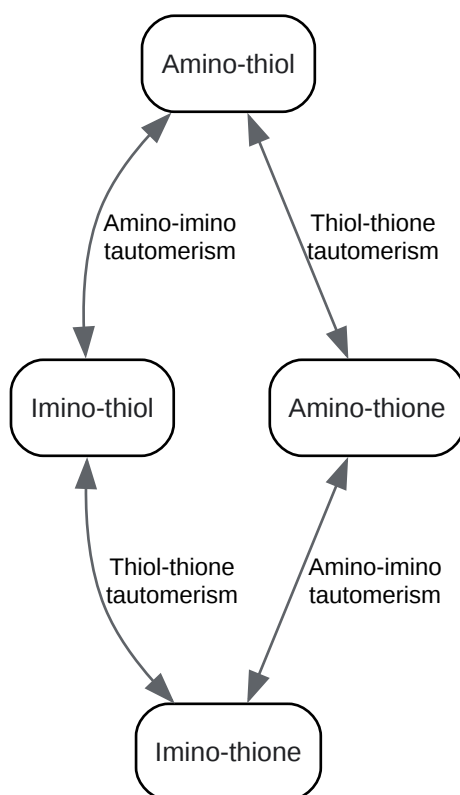 Amino-thiol
Amino-imino
tautomerism
Thiol-thione
tautomerism
Imino-thiol
Amino-thione
Thiol-thione
tautomerism
Amino-imino
tautomerism
Imino-thione